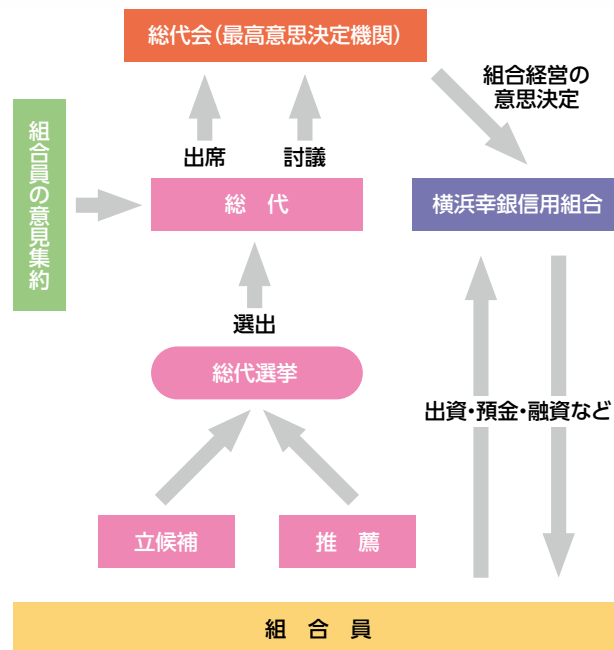 総代会（最高意思決定機関）
組合経営の
意思決定
組合員の意見集約
出席
討議
総　代
横浜幸銀信用組合
選出
総代選挙
出資・預金・融資など
立候補
推　薦
組　合　員